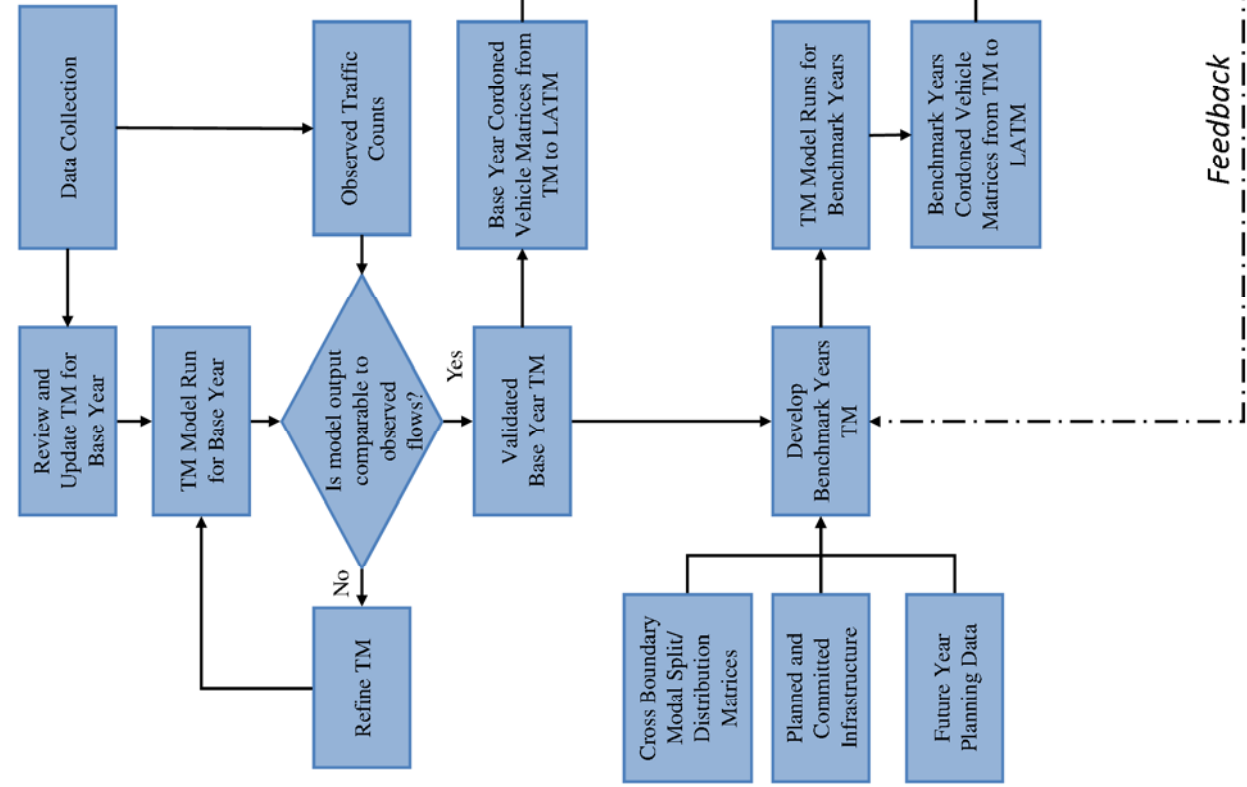 Data Collection
Review and
Update TM for
Base Year
TM Model Run
for Base Year
Observed Traffic
Counts
Is model output
comparable to
observed
flows?
No
Yes
Refine TM
Validated
Base Year TM
Base Year Cordoned
Vehicle Matrices from
TM to LATM
Cross Boundary
Modal Split/
Distribution
Matrices
Planned and
Committed
Infrastructure
Future Year
Planning Data
Develop
Benchmark Years
TM
TM Model Runs for
Benchmark Years
Benchmark Years
Cordoned Vehicle
Matrices from TM to
LATM
Feedback